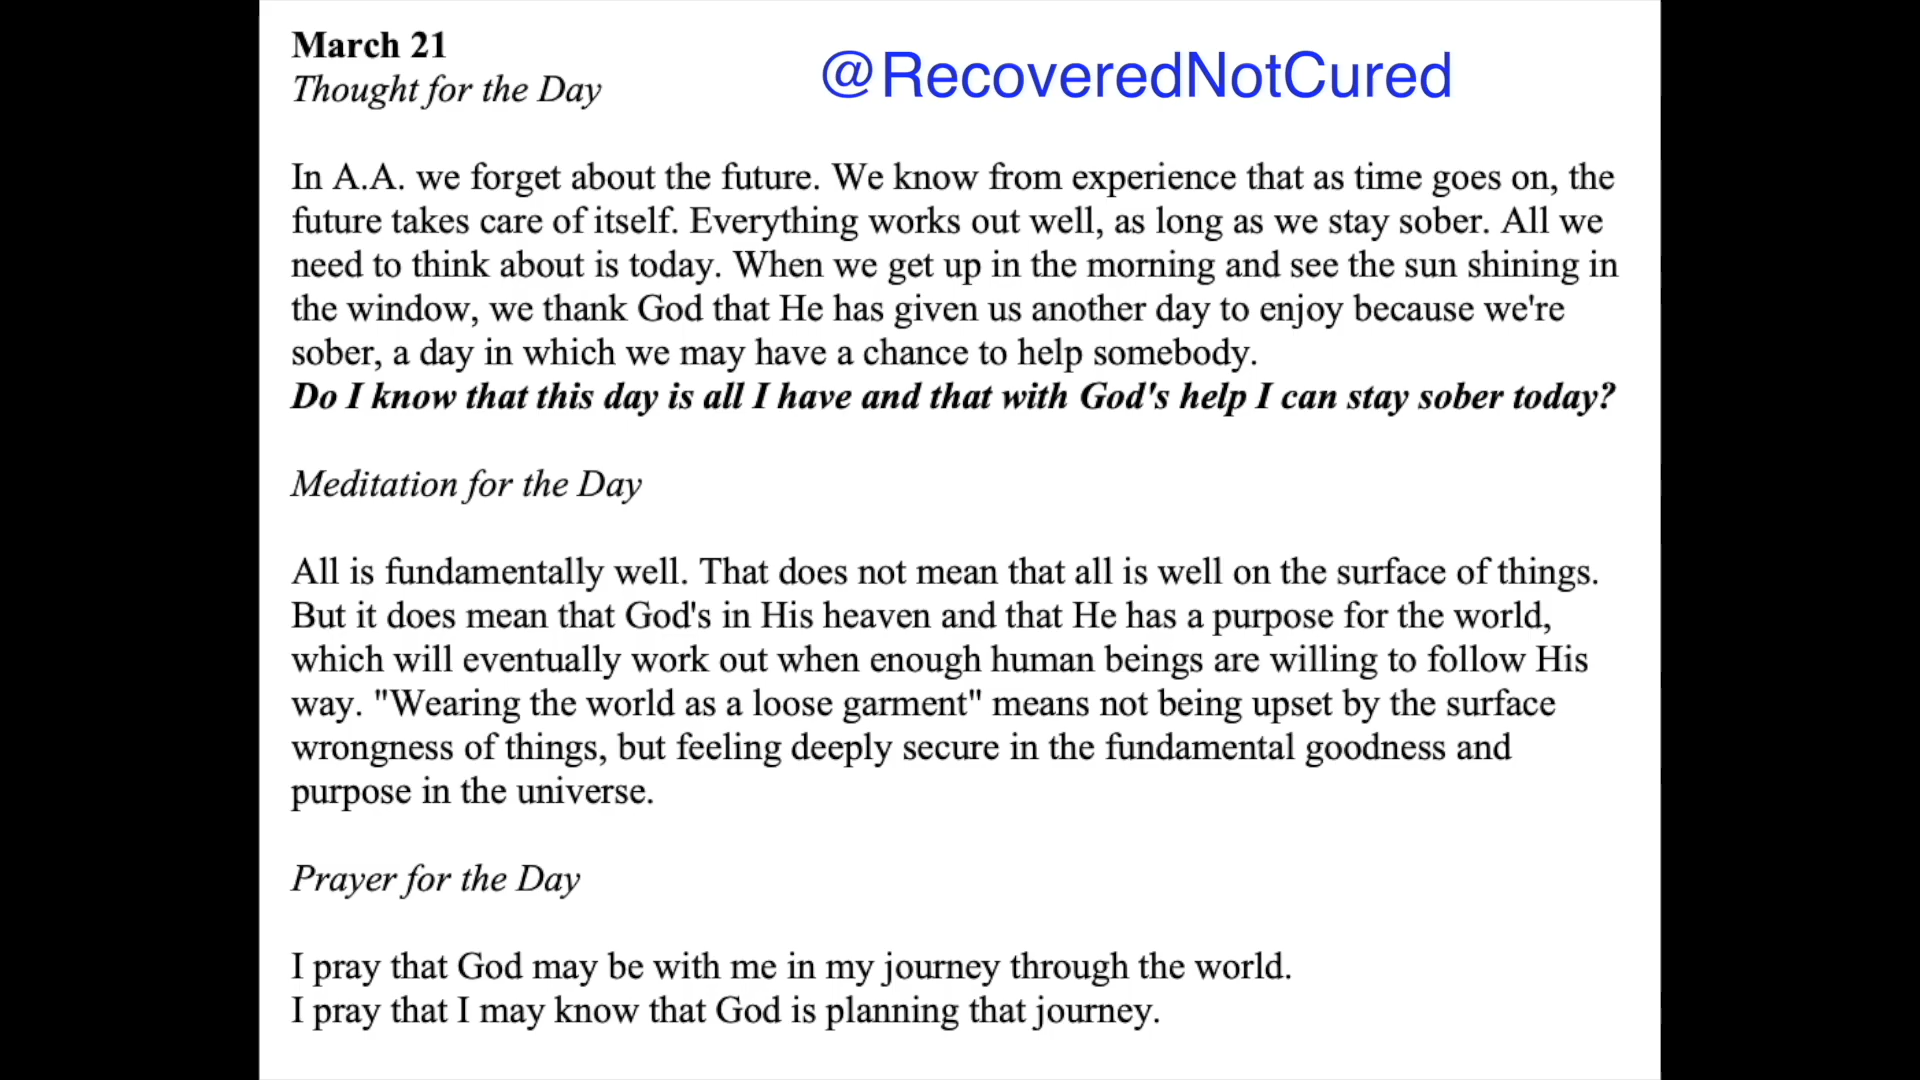 March 21
@RecoveredNotCured
Thought for the Day
In A.A. we forget about the future. We know from experience that as time goes on, the
future takes care of itself. Everything works out well, as long as we stay sober. All we
need to think about is today. When we get up in the morning and see the sun shining in
the window, we thank God that He has given us another day to enjoy because we're
sober, a day in which we may have a chance to help somebody.
Do I know that this day is all I have and that with God's help I can stay sober today?
Meditation for the Day
All is fundamentally well. That does not mean that all is well on the surface of things.
But it does mean that God's in His heaven and that He has a purpose for the world,
which will eventually work out when enough human beings are willing to follow His
way. "Wearing the world as a loose garment" means not being upset by the surface
wrongness of things, but feeling deeply secure in the fundamental goodness and
purpose in the universe.
Prayer for the Day
I pray that God may be with me in my journey through the world.
I pray that I may know that God is planning that journey.